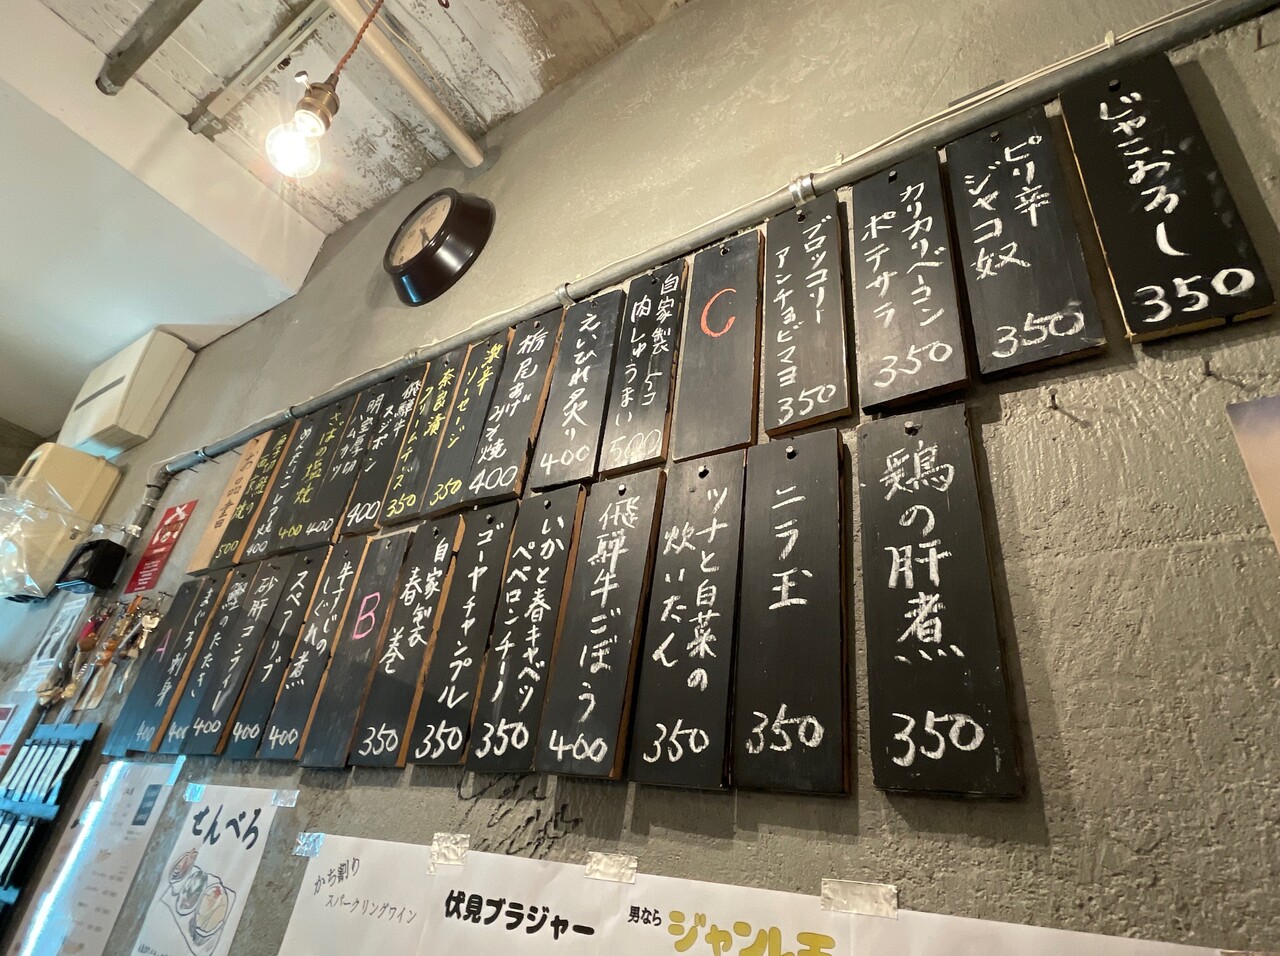 じゃこおろし
350
ピリ辛
ジャコ奴
350
カリカリベーコン
ポテサラ
350
ブロッコリー
アンチョビマヨ
350
C
自家製
肉しゅうまい
500
えいひれ炙り
400
栃尾あげ
みそ焼
400
激辛
ソーセージ
350
奈良漬
クリームチーズ
350
飛騨牛
スジポン
400
400
さばの塩焼
400
500
鶏の肝煮
350
ニラ玉
350
ツナと白菜の
炊いたん
350
飛騨牛ごぼう
400
いかと春キャベツ
ペペロンチーノ
350
ゴーヤチャンプル
350
自家製
春巻
350
B
牛すじの
しぐれ煮
スペアーリブ
400
砂肝コンフィ
400
鰹のたたき
400
まぐろ刺身
400
A
せんべろ
かち割り
スパークリングワイン
伏見ブラジャー
男なら